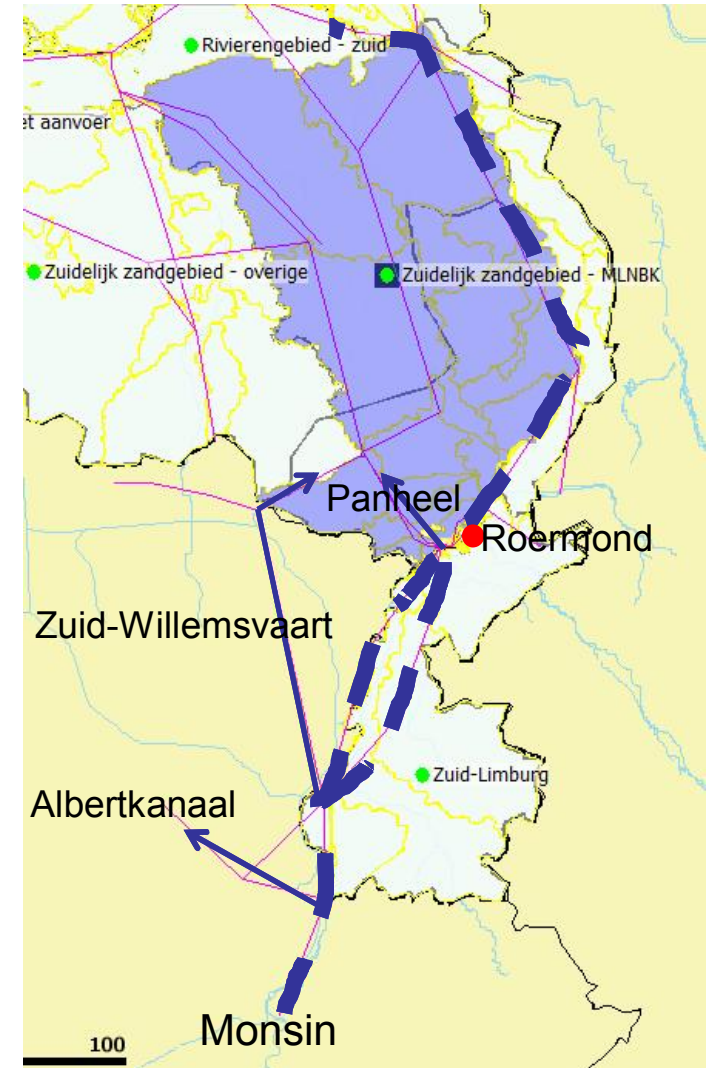 Rivierengebied - zuid
et aanvoer
Zuidelijk zandgebied - overige
Zuidelijk zandgebied - MLNBK
Panheel
Roermond
Zuid-Willemsvaart
Zuid-Limburg
Albertkanaal
Monsin
100